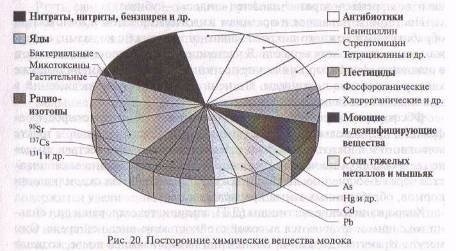 Нитраты, нитриты, бензпирен и др.
Яды
Бактериальные
Микотоксины
Растительные
Радио-
изотопы
⁹⁰Sr
¹³⁷Cs
¹³¹I и др.
Антибиотики
Пенициллин
Стрептомицин
Тетрациклины и др.
Пестициды
Фосфорорганические
Хлорорганические и др.
Моющие
и дезинфицирующие
вещества
Соли тяжелых
металлов и мышьяк
As
Hg и др.
Cd
Pb
Рис. 20. Посторонние химические вещества молока